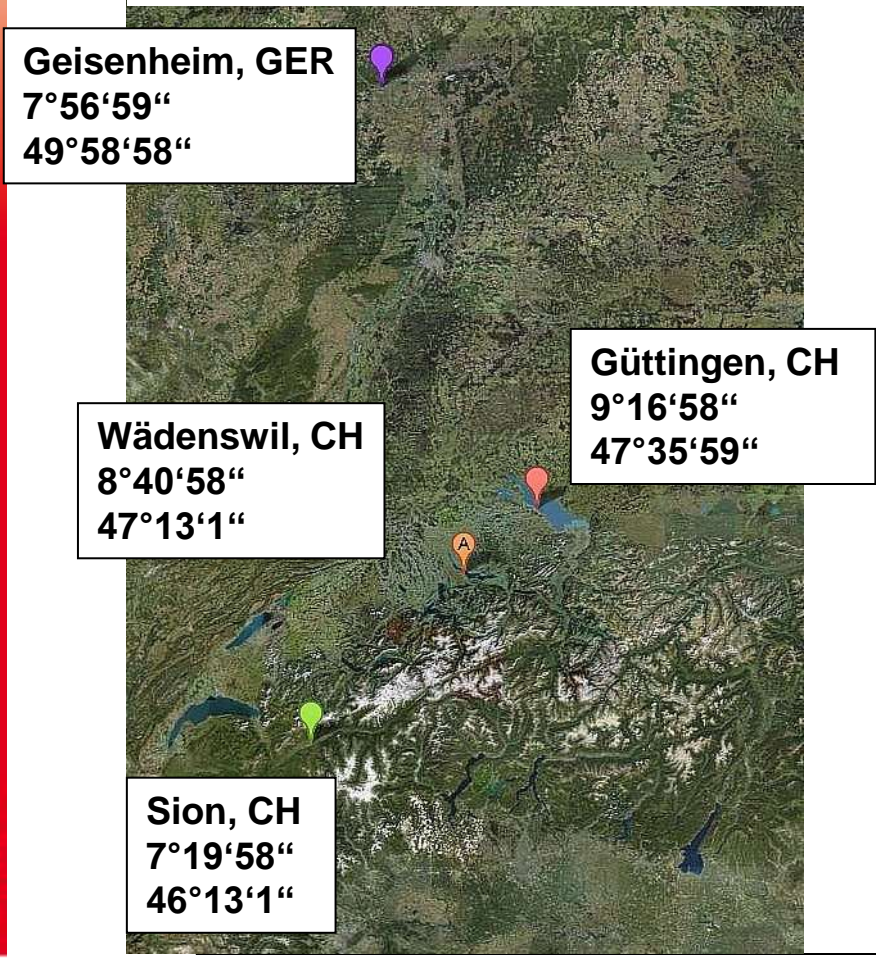 Geisenheim, GER
7°56‘59“
49°58‘58“
Güttingen, CH
9°16‘58“
47°35‘59“
Wädenswil, CH
8°40‘58“
47°13‘1“
A
Sion, CH
7°19‘58“
46°13‘1“